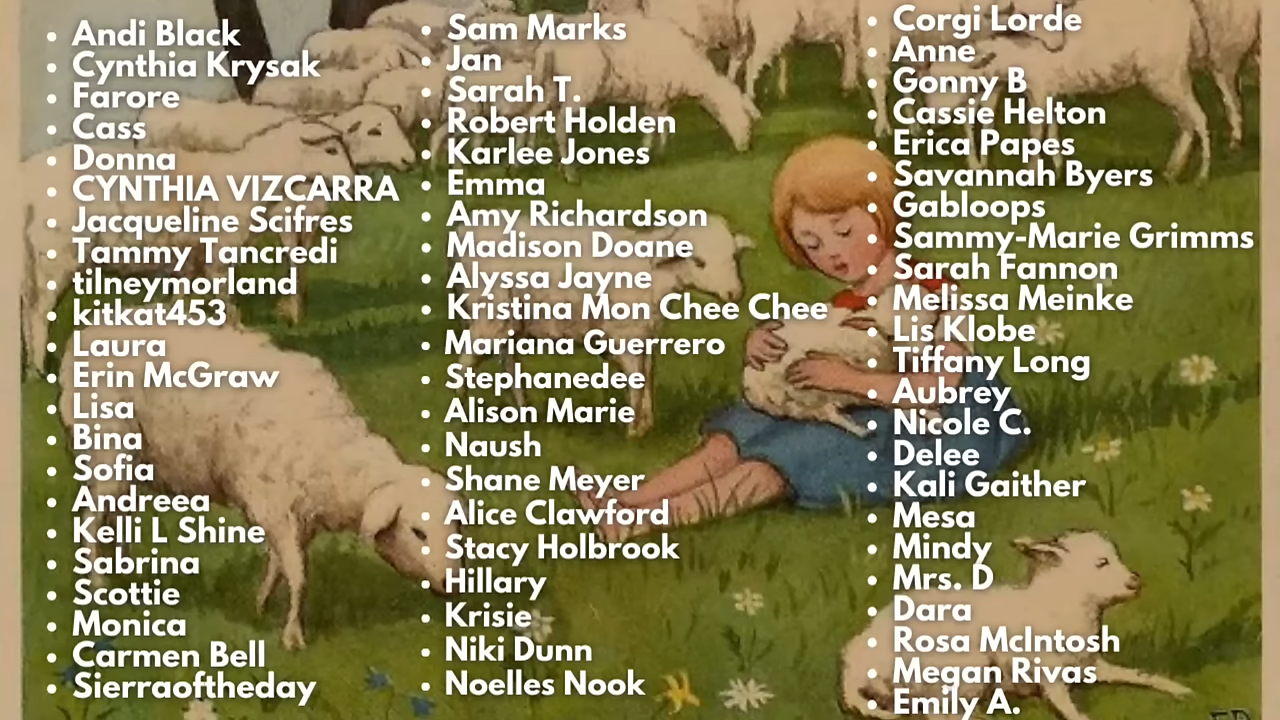 Andi Black
Cynthia Krysak
Farore
Cass
Donna
CYNTHIA VIZCARRA
Jacqueline Scifres
Tammy Tancredi
tilneymorland
kitkat453
Laura
Erin McGraw
Lisa
Bina
Sofia
Andreea
Kelli L Shine
Sabrina
Scottie
Monica
Carmen Bell
Sierraoftheday
Sam Marks
Jan
Sarah T.
Robert Holden
Karlee Jones
Emma
Amy Richardson
Madison Doane
Alyssa Jayne
Kristina Mon Chee Chee
Mariana Guerrero
Stephanedee
Alison Marie
Naush
Shane Meyer
Alice Clawford
Stacy Holbrook
Hillary
Krisie
Niki Dunn
Noelles Nook
Corgi Lorde
Anne
Gonny B
Cassie Helton
Erica Papes
Savannah Byers
Gabloops
Sammy-Marie Grimms
Sarah Fannon
Melissa Meinke
Lis Klobe
Tiffany Long
Aubrey
Nicole C.
Delee
Kali Gaither
Mesa
Mindy
Mrs. D
Dara
Rosa McIntosh
Megan Rivas
Emily A.